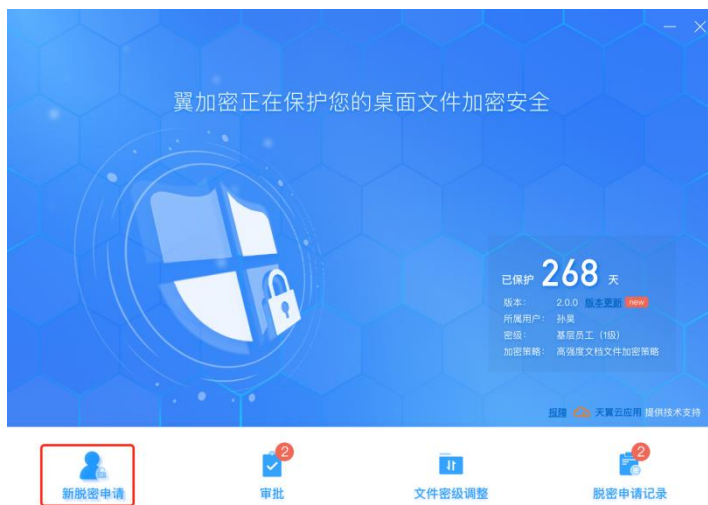 翼加密正在保护您的桌面文件加密安全
已保护 268 天
版本： 2.0.0 版本更新 new
所属用户： 孙昊
密级： 基层员工（1级）
加密策略： 高强度文档文件加密策略
报障 天翼云应用 提供技术支持
2
2
新脱密申请
审批
文件密级调整
脱密申请记录